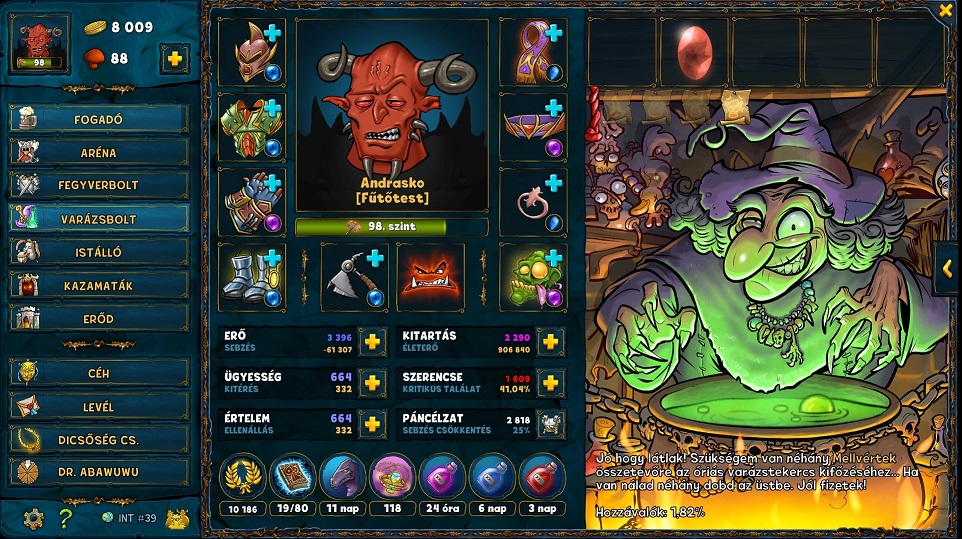 98
8 009
88
FOGADÓ
ARÉNA
FEGYVERBOLT
VARÁZSBOLT
ISTÁLLÓ
KAZAMATÁK
ERŐD
CÉH
LEVÉL
DICSŐSÉG CS.
DR. ABAWUWU
INT #39
Andrasko
[Fűtőtest]
98. szint
ERŐ 3 396
SEBZÉS ~61 307
KITARTÁS 2 290
ÉLETERŐ 906 840
ÜGYESSÉG 664
KITÉRÉS 332
SZERENCSE 1 609
KRITIKUS TALÁLAT 41,04%
ÉRTELEM 664
ELLENÁLLÁS 332
PÁNCÉLZAT 2 818
SEBZÉS CSÖKKENTÉS 25%
10 186
19/80
11 nap
118
24 óra
6 nap
3 nap
Jó hogy látlak! Szükségem van néhány Mellvértek
összetevőre az óriás varázstekercs kifőzéséhez... Ha
van nálad néhány dobd az üstbe. Jól fizetek!
Hozzávalók: 1,82%